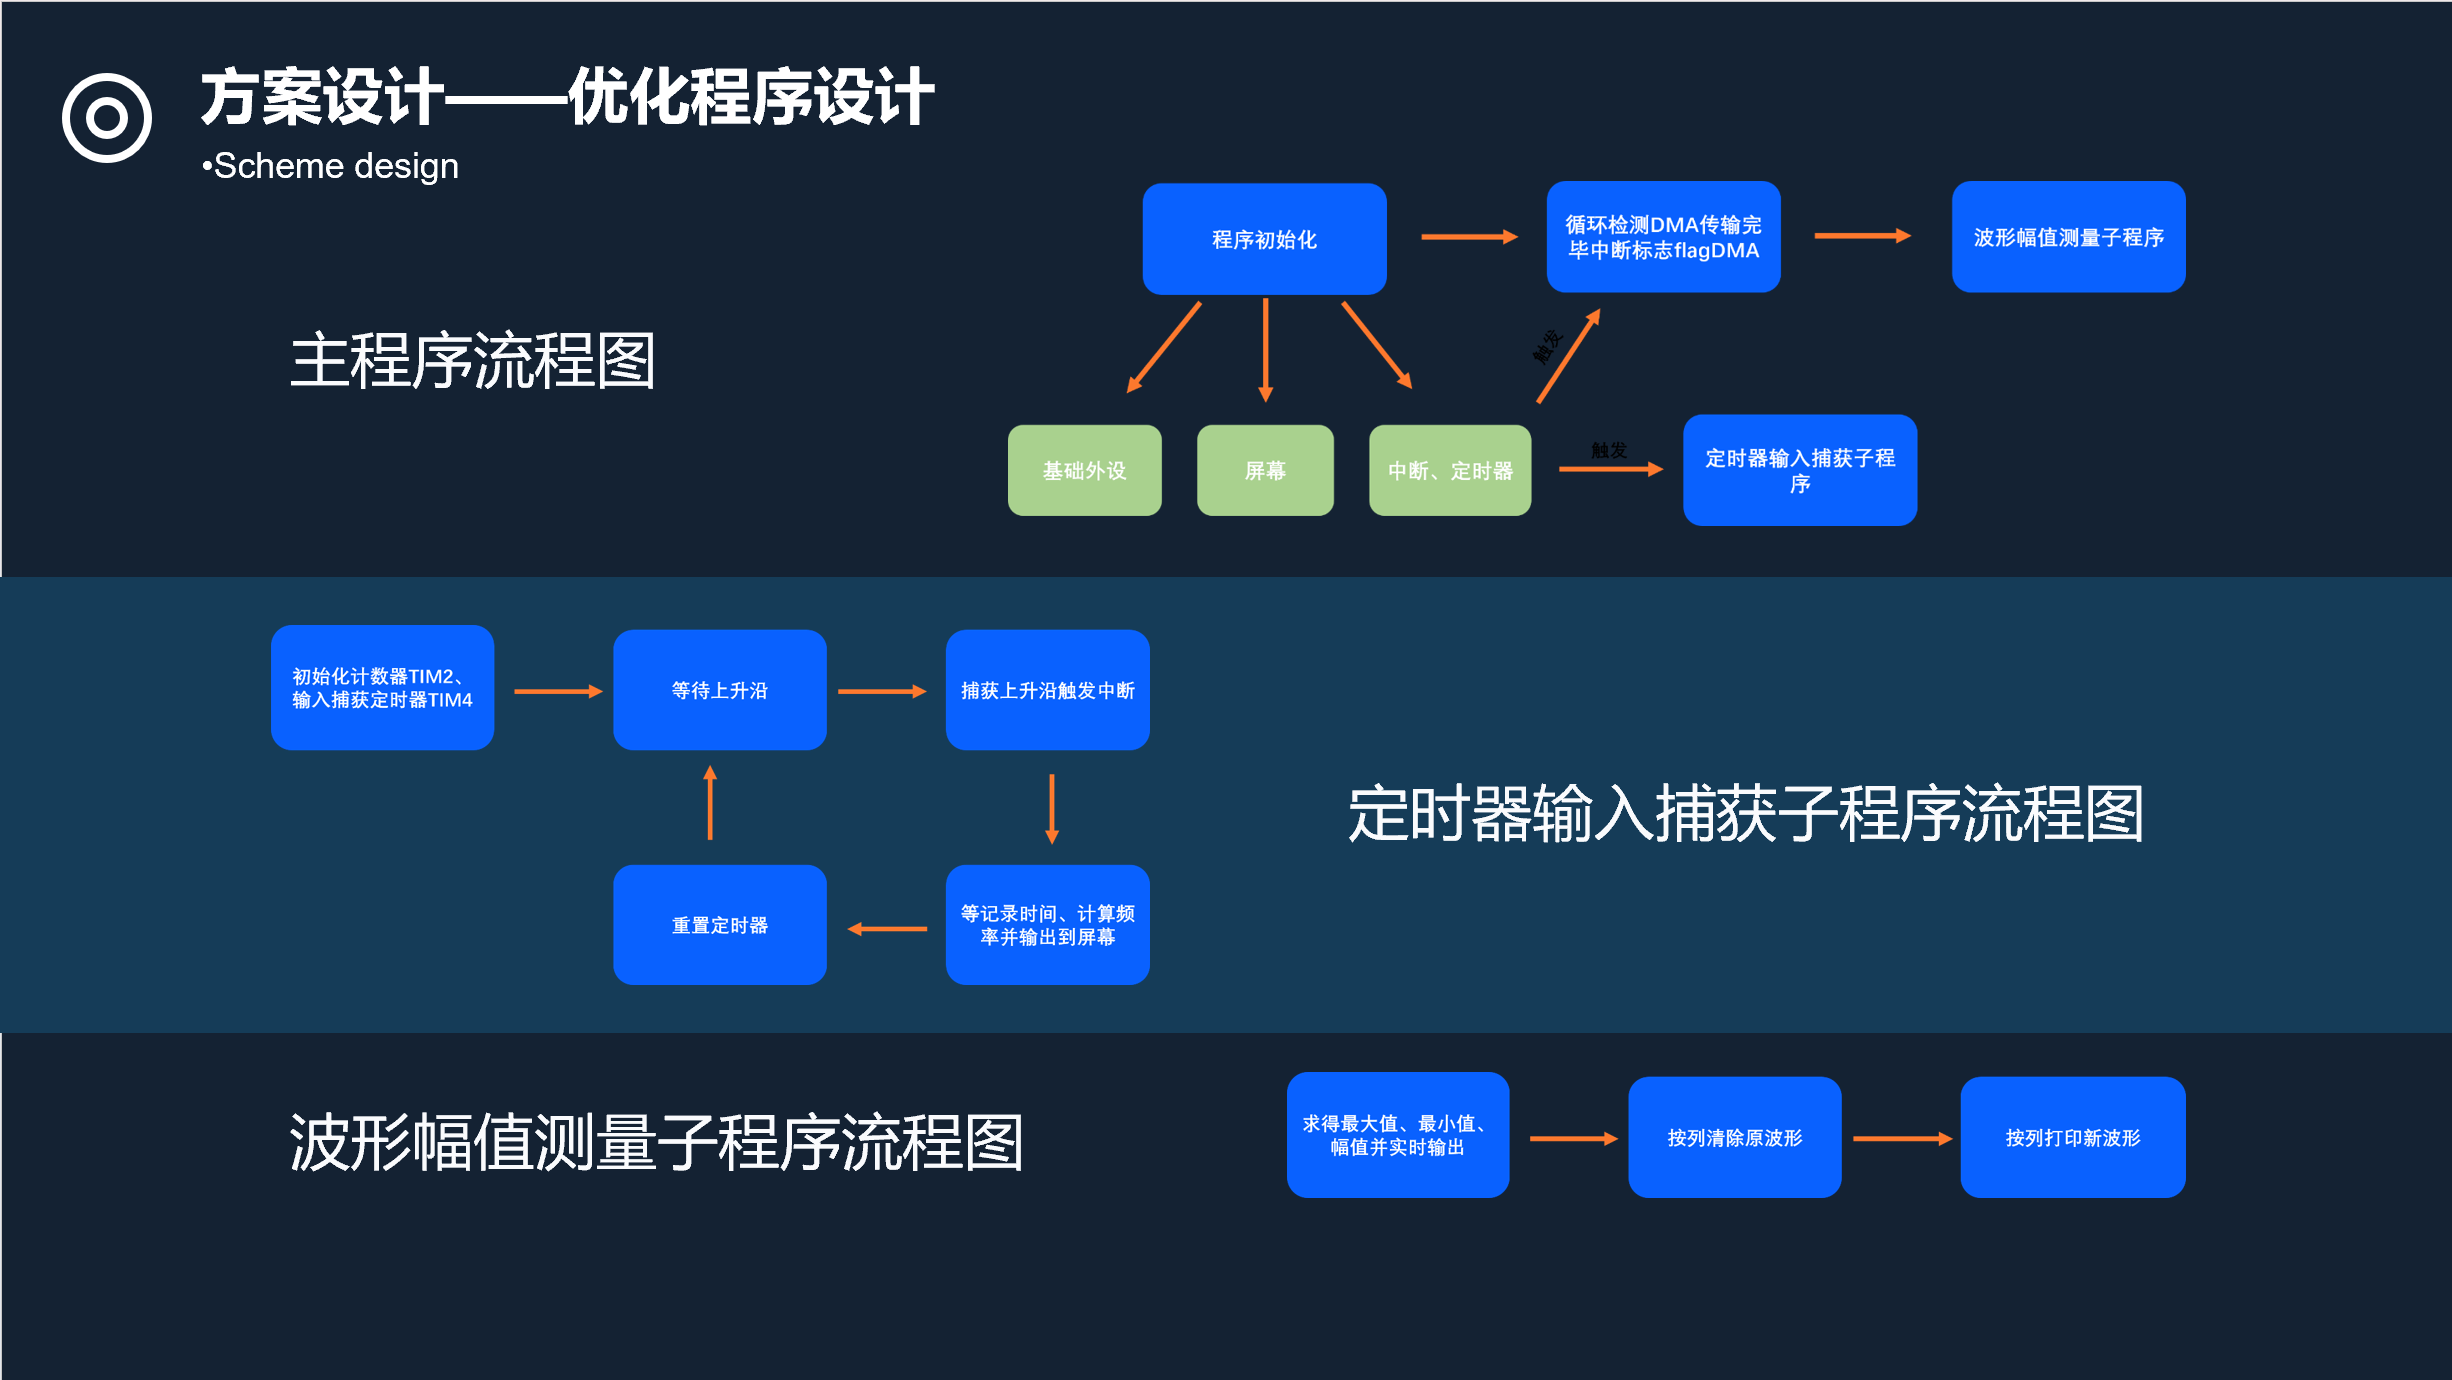 方案设计——优化程序设计
•Scheme design
主程序流程图
程序初始化
循环检测DMA传输完
毕中断标志flagDMA
波形幅值测量子程序
触发
基础外设
屏幕
中断、定时器
触发
定时器输入捕获子程
序
初始化计数器TIM2、
输入捕获定时器TIM4
等待上升沿
捕获上升沿触发中断
重置定时器
等记录时间、计算频
率并输出到屏幕
定时器输入捕获子程序流程图
波形幅值测量子程序流程图
求得最大值、最小值、
幅值并实时输出
按列清除原波形
按列打印新波形